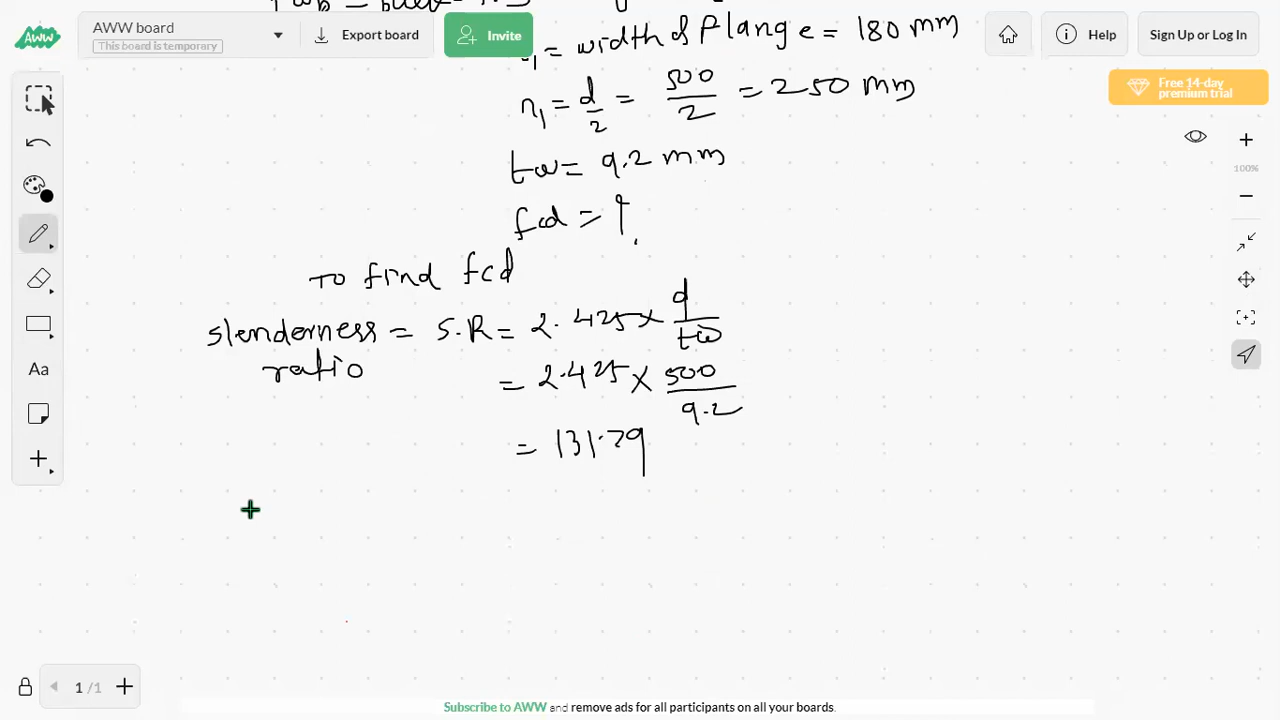 AWW board
This board is temporary
Export board
Invite
Help
Sign Up or Log In
AWW
= width of flange = 180 mm
Free 14-day
premium trial
n1 = d/2 = 500/2 = 250 mm
100%
tw = 9.2 mm
fcd = ?
To find fcd
slenderness = S.R = 2.425 x d/tw
ratio
= 2.425 x 500/9.2
= 131.79
Aa
1 /1
Subscribe to AWW and remove ads for all participants on all your boards.